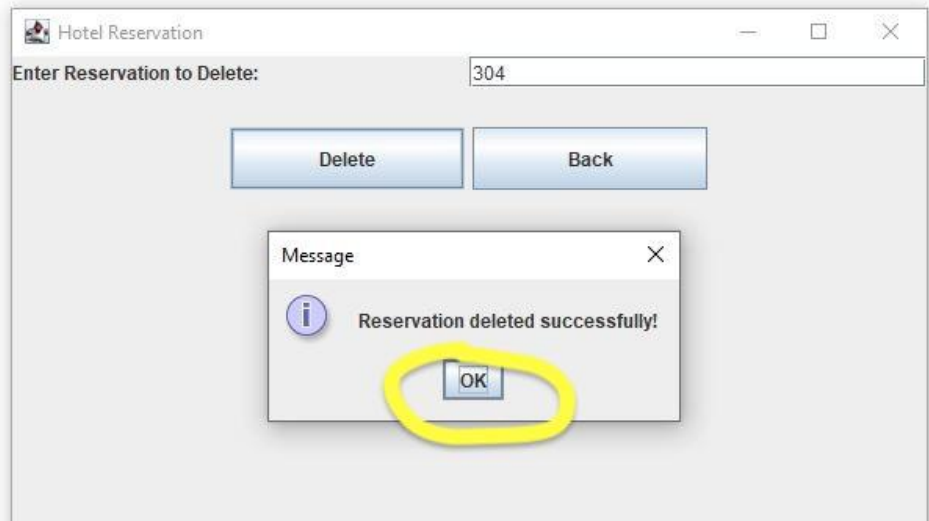 Hotel Reservation
Enter Reservation to Delete: 304
Delete Back
Message
Reservation deleted successfully!
OK